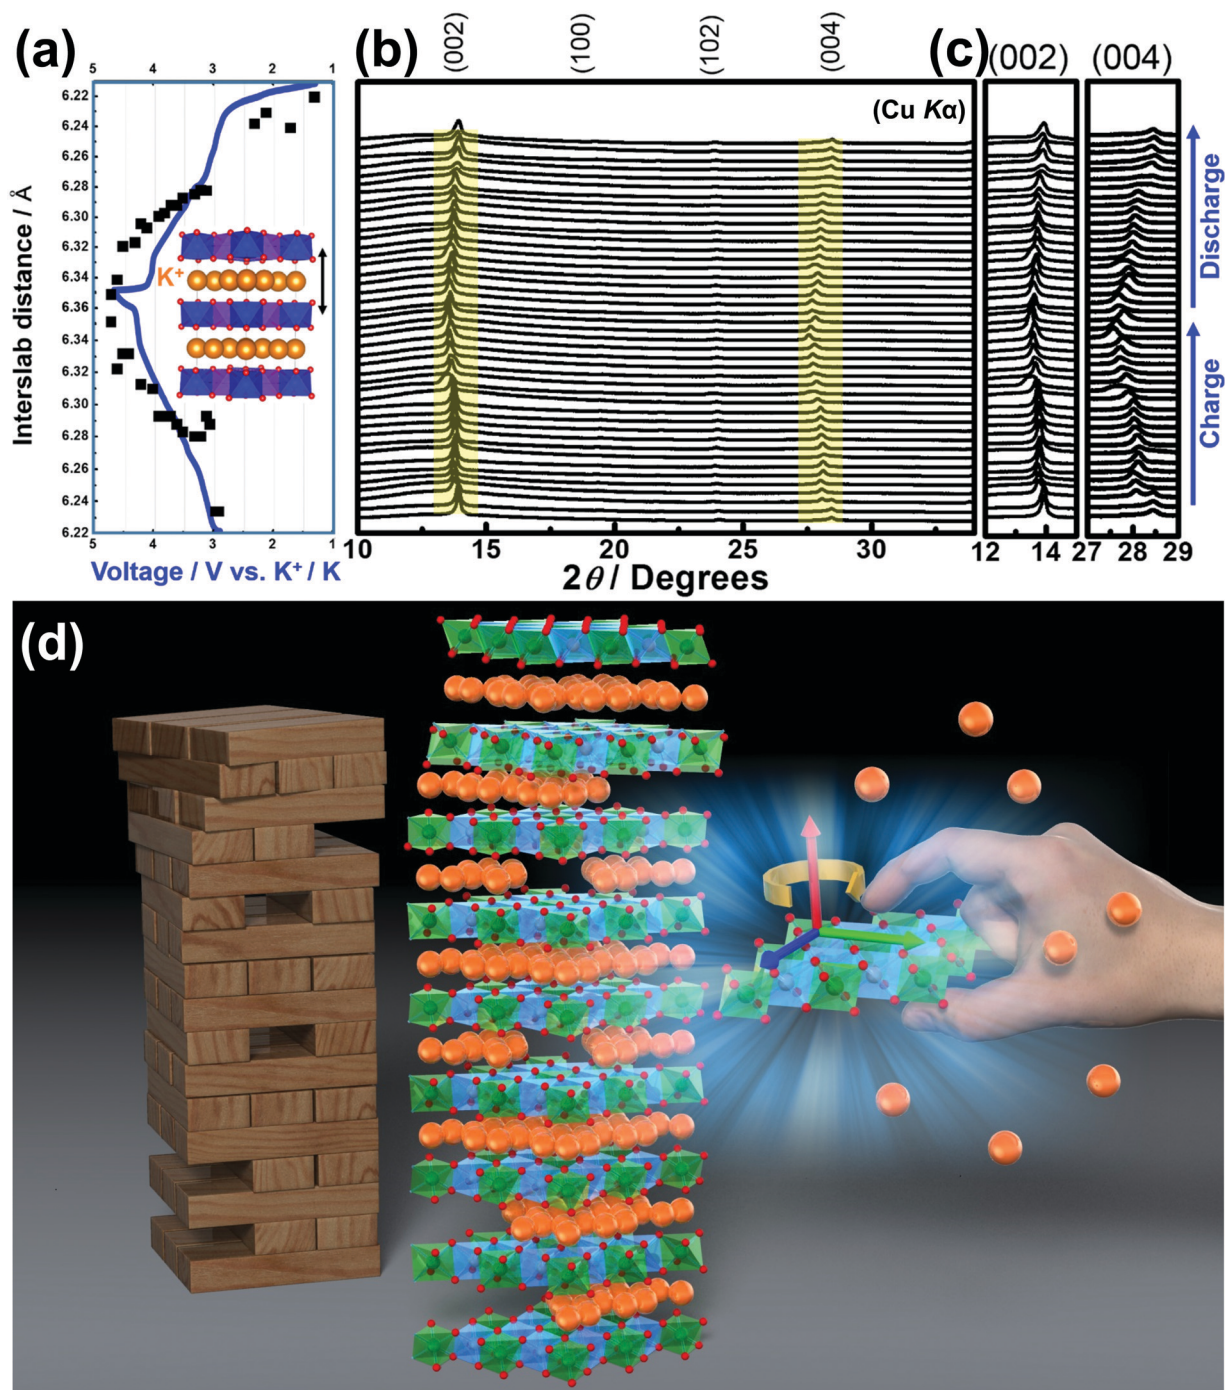 (a)
5 4 3 2 1
6.22
6.24
6.26
6.28
6.30
6.32
6.34
6.36
6.34
6.32
6.30
6.28
6.26
6.24
6.22
Interslab distance / Å
K⁺
5 4 3 2 1
Voltage / V vs. K⁺ / K
(b)
(002)
(100)
(102)
(004)
(Cu Kα)
10 15 20 25 30
2θ / Degrees
(c)
(002)
(004)
12 14
27 28 29
Discharge
Charge
(d)